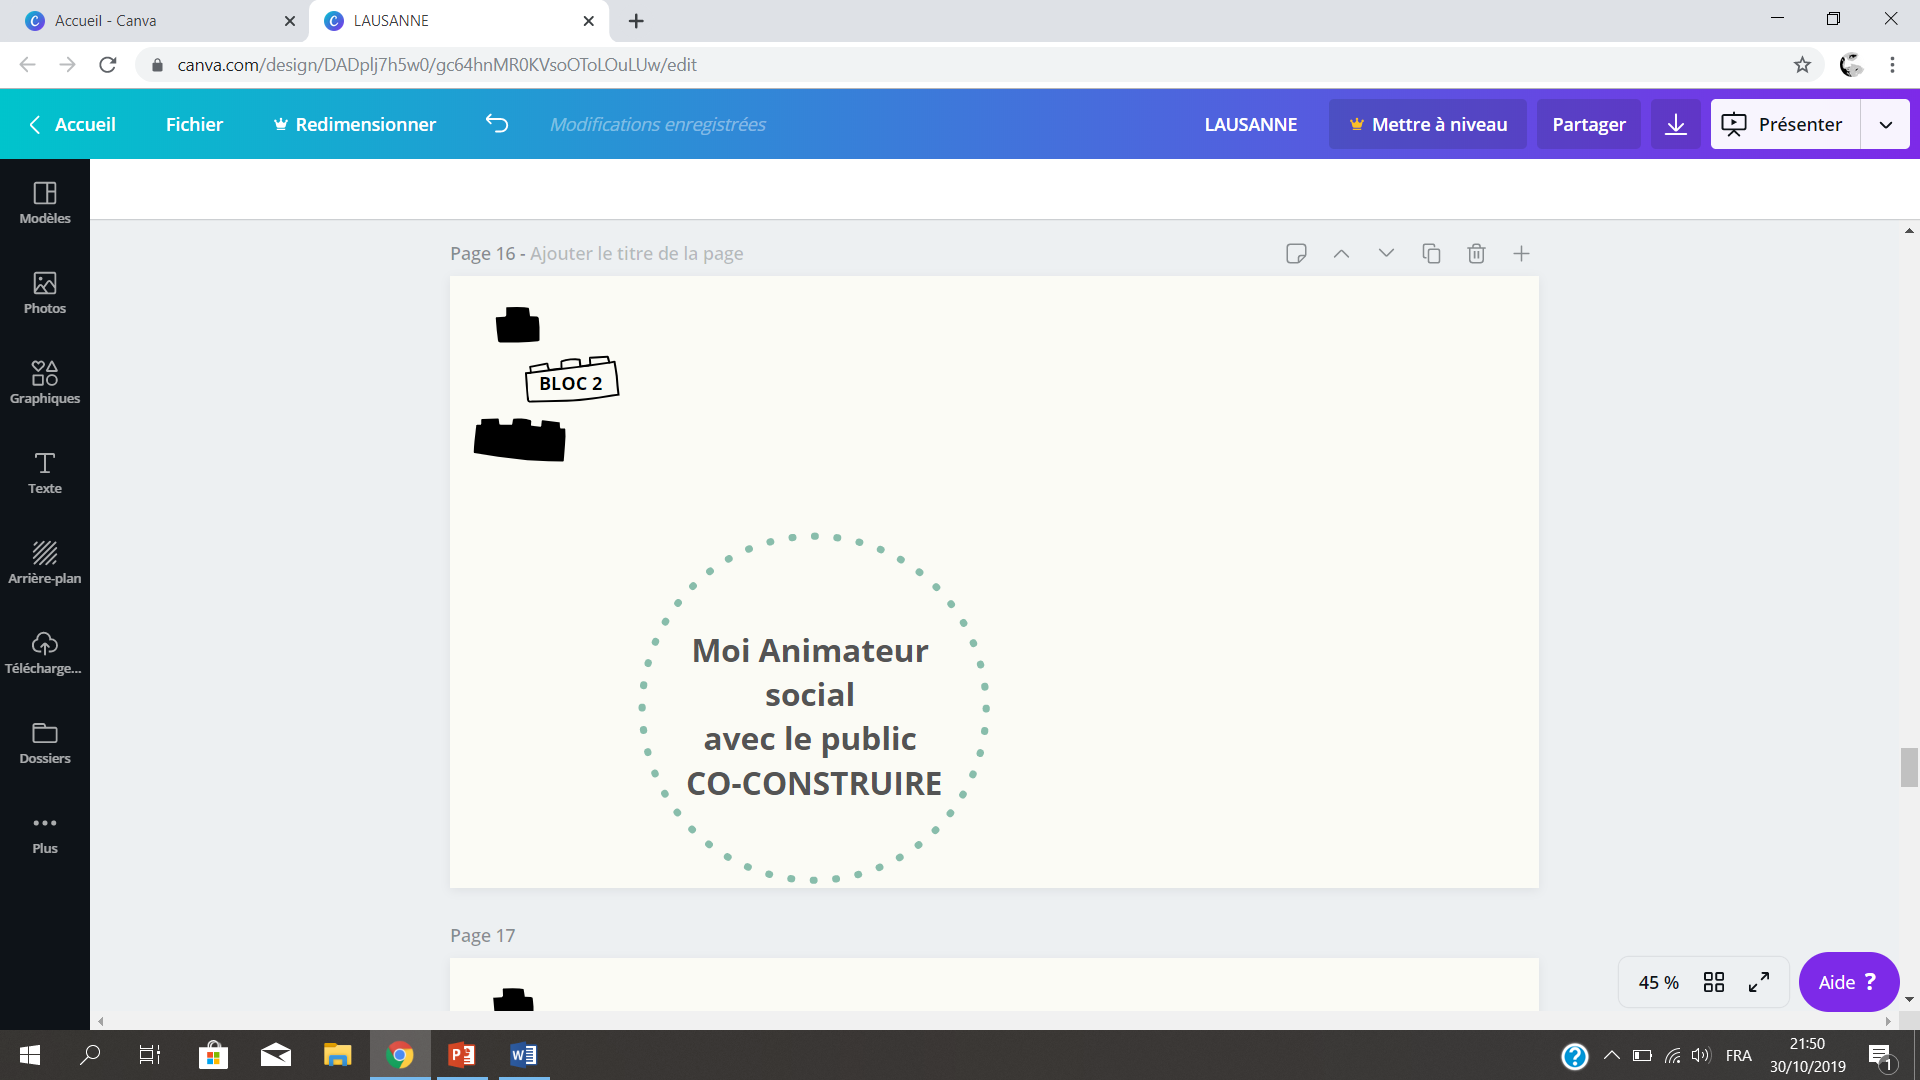 Accueil - Canva
LAUSANNE
canva.com/design/DADplj7h5w0/gc64hnMR0KVsoOToLOuLUw/edit
Accueil
Fichier
Redimensionner
Modifications enregistrées
LAUSANNE
Mettre à niveau
Partager
Présenter
Modèles
Photos
Graphiques
Texte
Arrière-plan
Télécharge...
Dossiers
Plus
Page 16 - Ajouter le titre de la page
BLOC 2
Moi Animateur
social
avec le public
CO-CONSTRUIRE
Page 17
45 %
Aide ?
FRA
21:50
30/10/2019
1